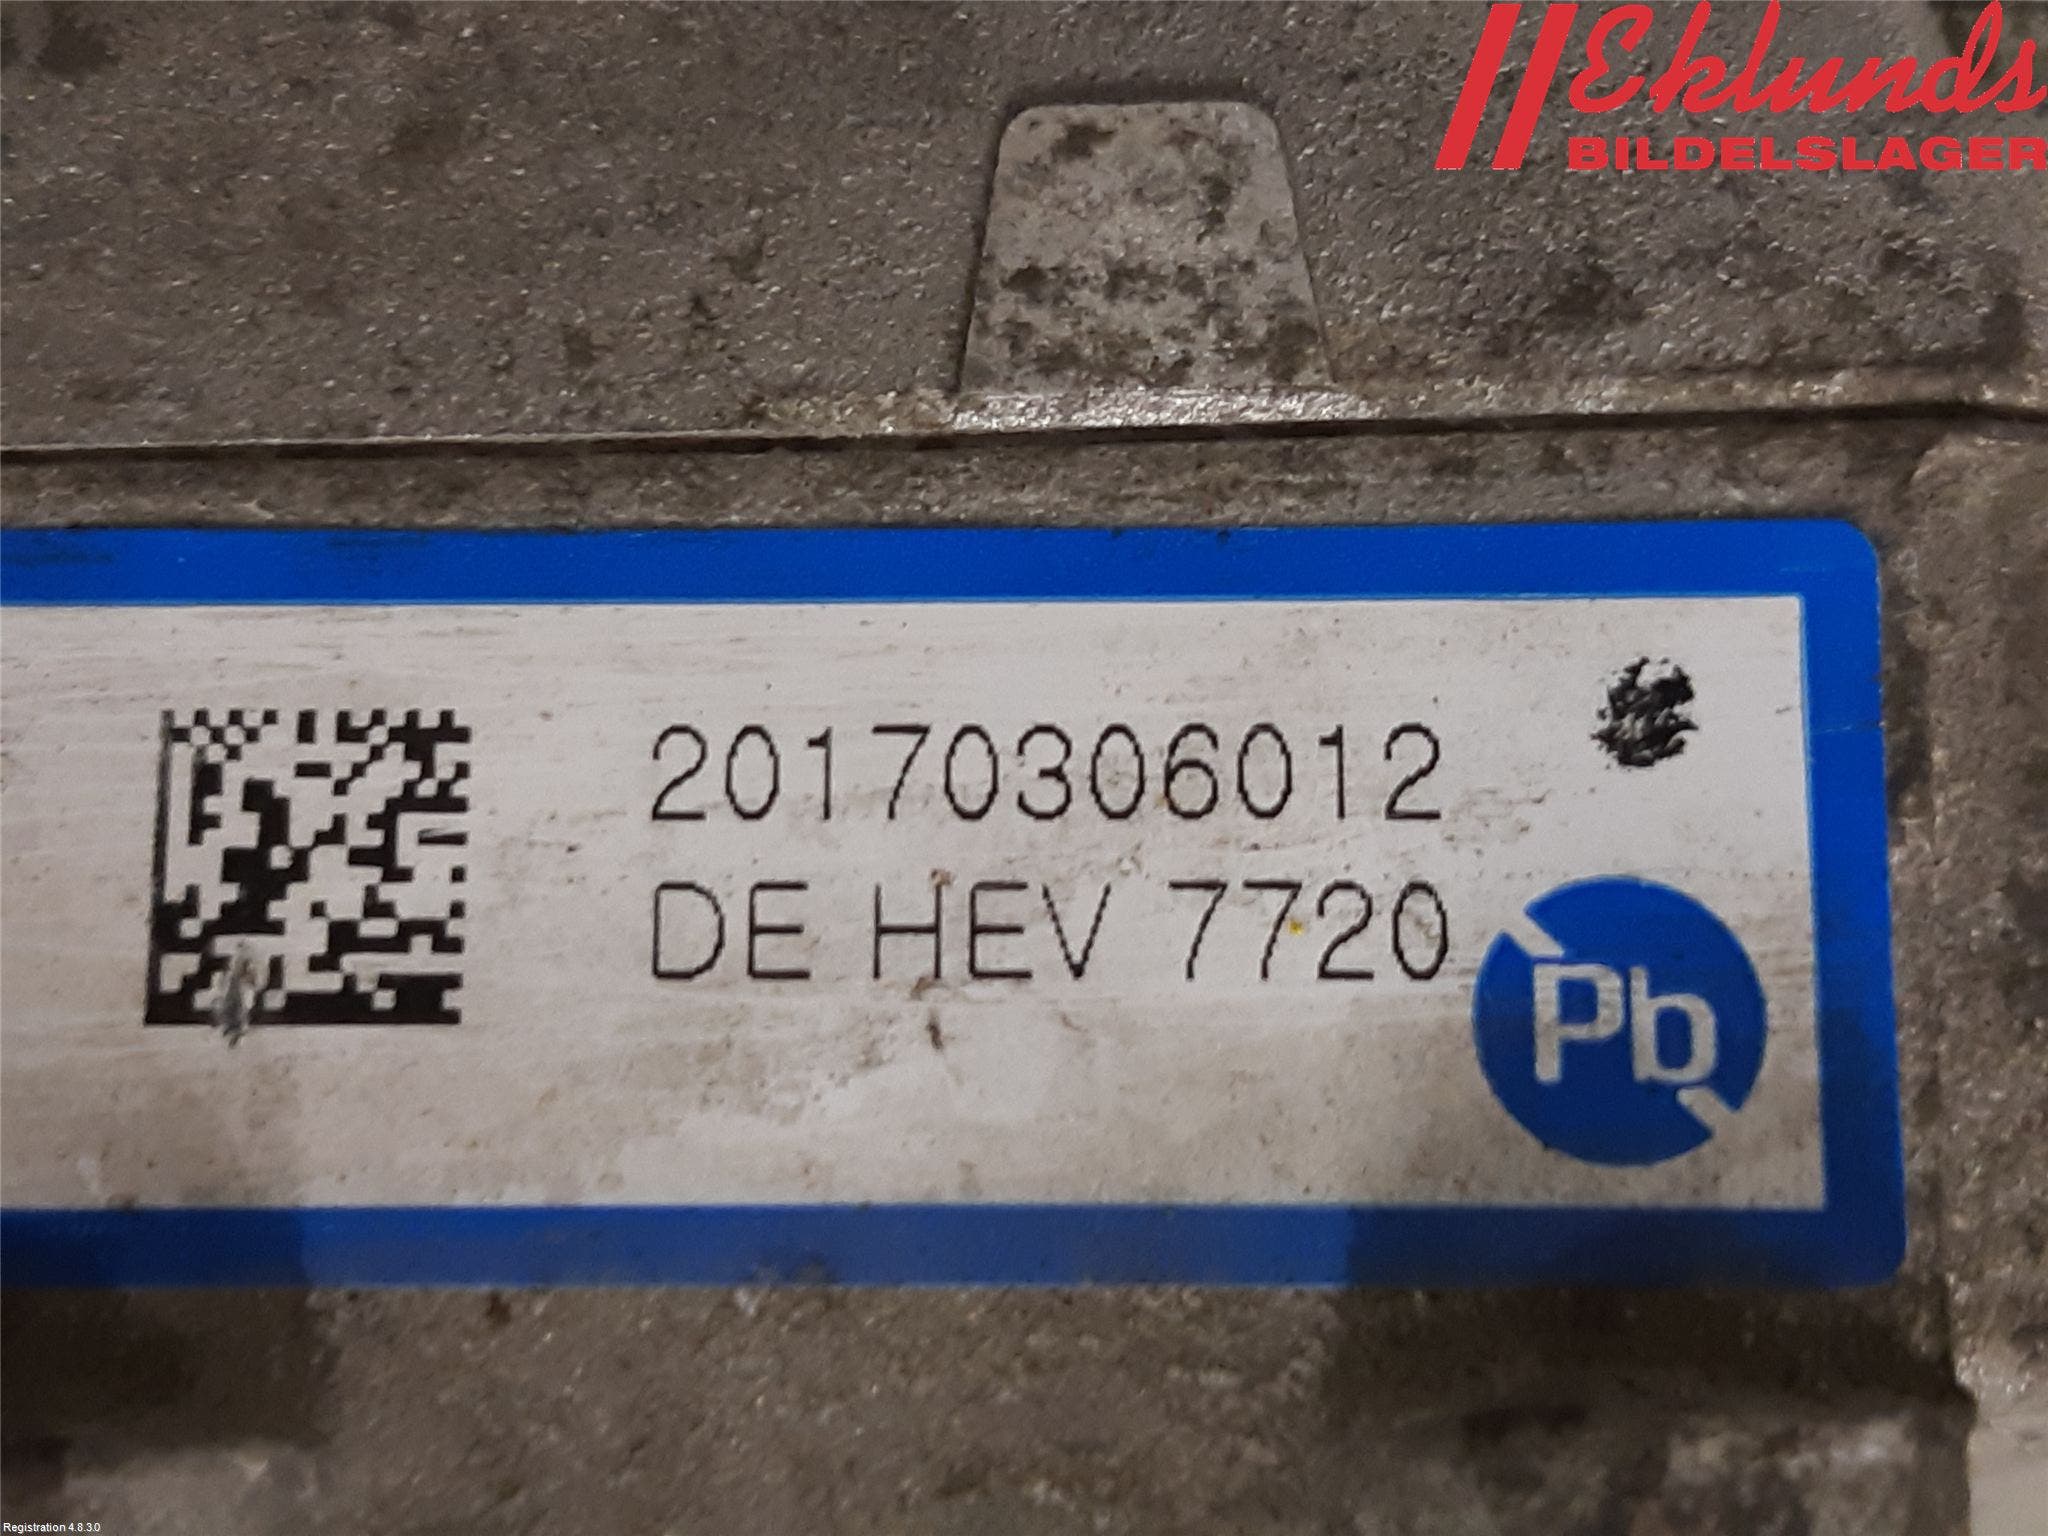 Eklunds
BILDELSLAGER
20170306012
DE HEV 7720
Pb
Registration 4.8.3.0